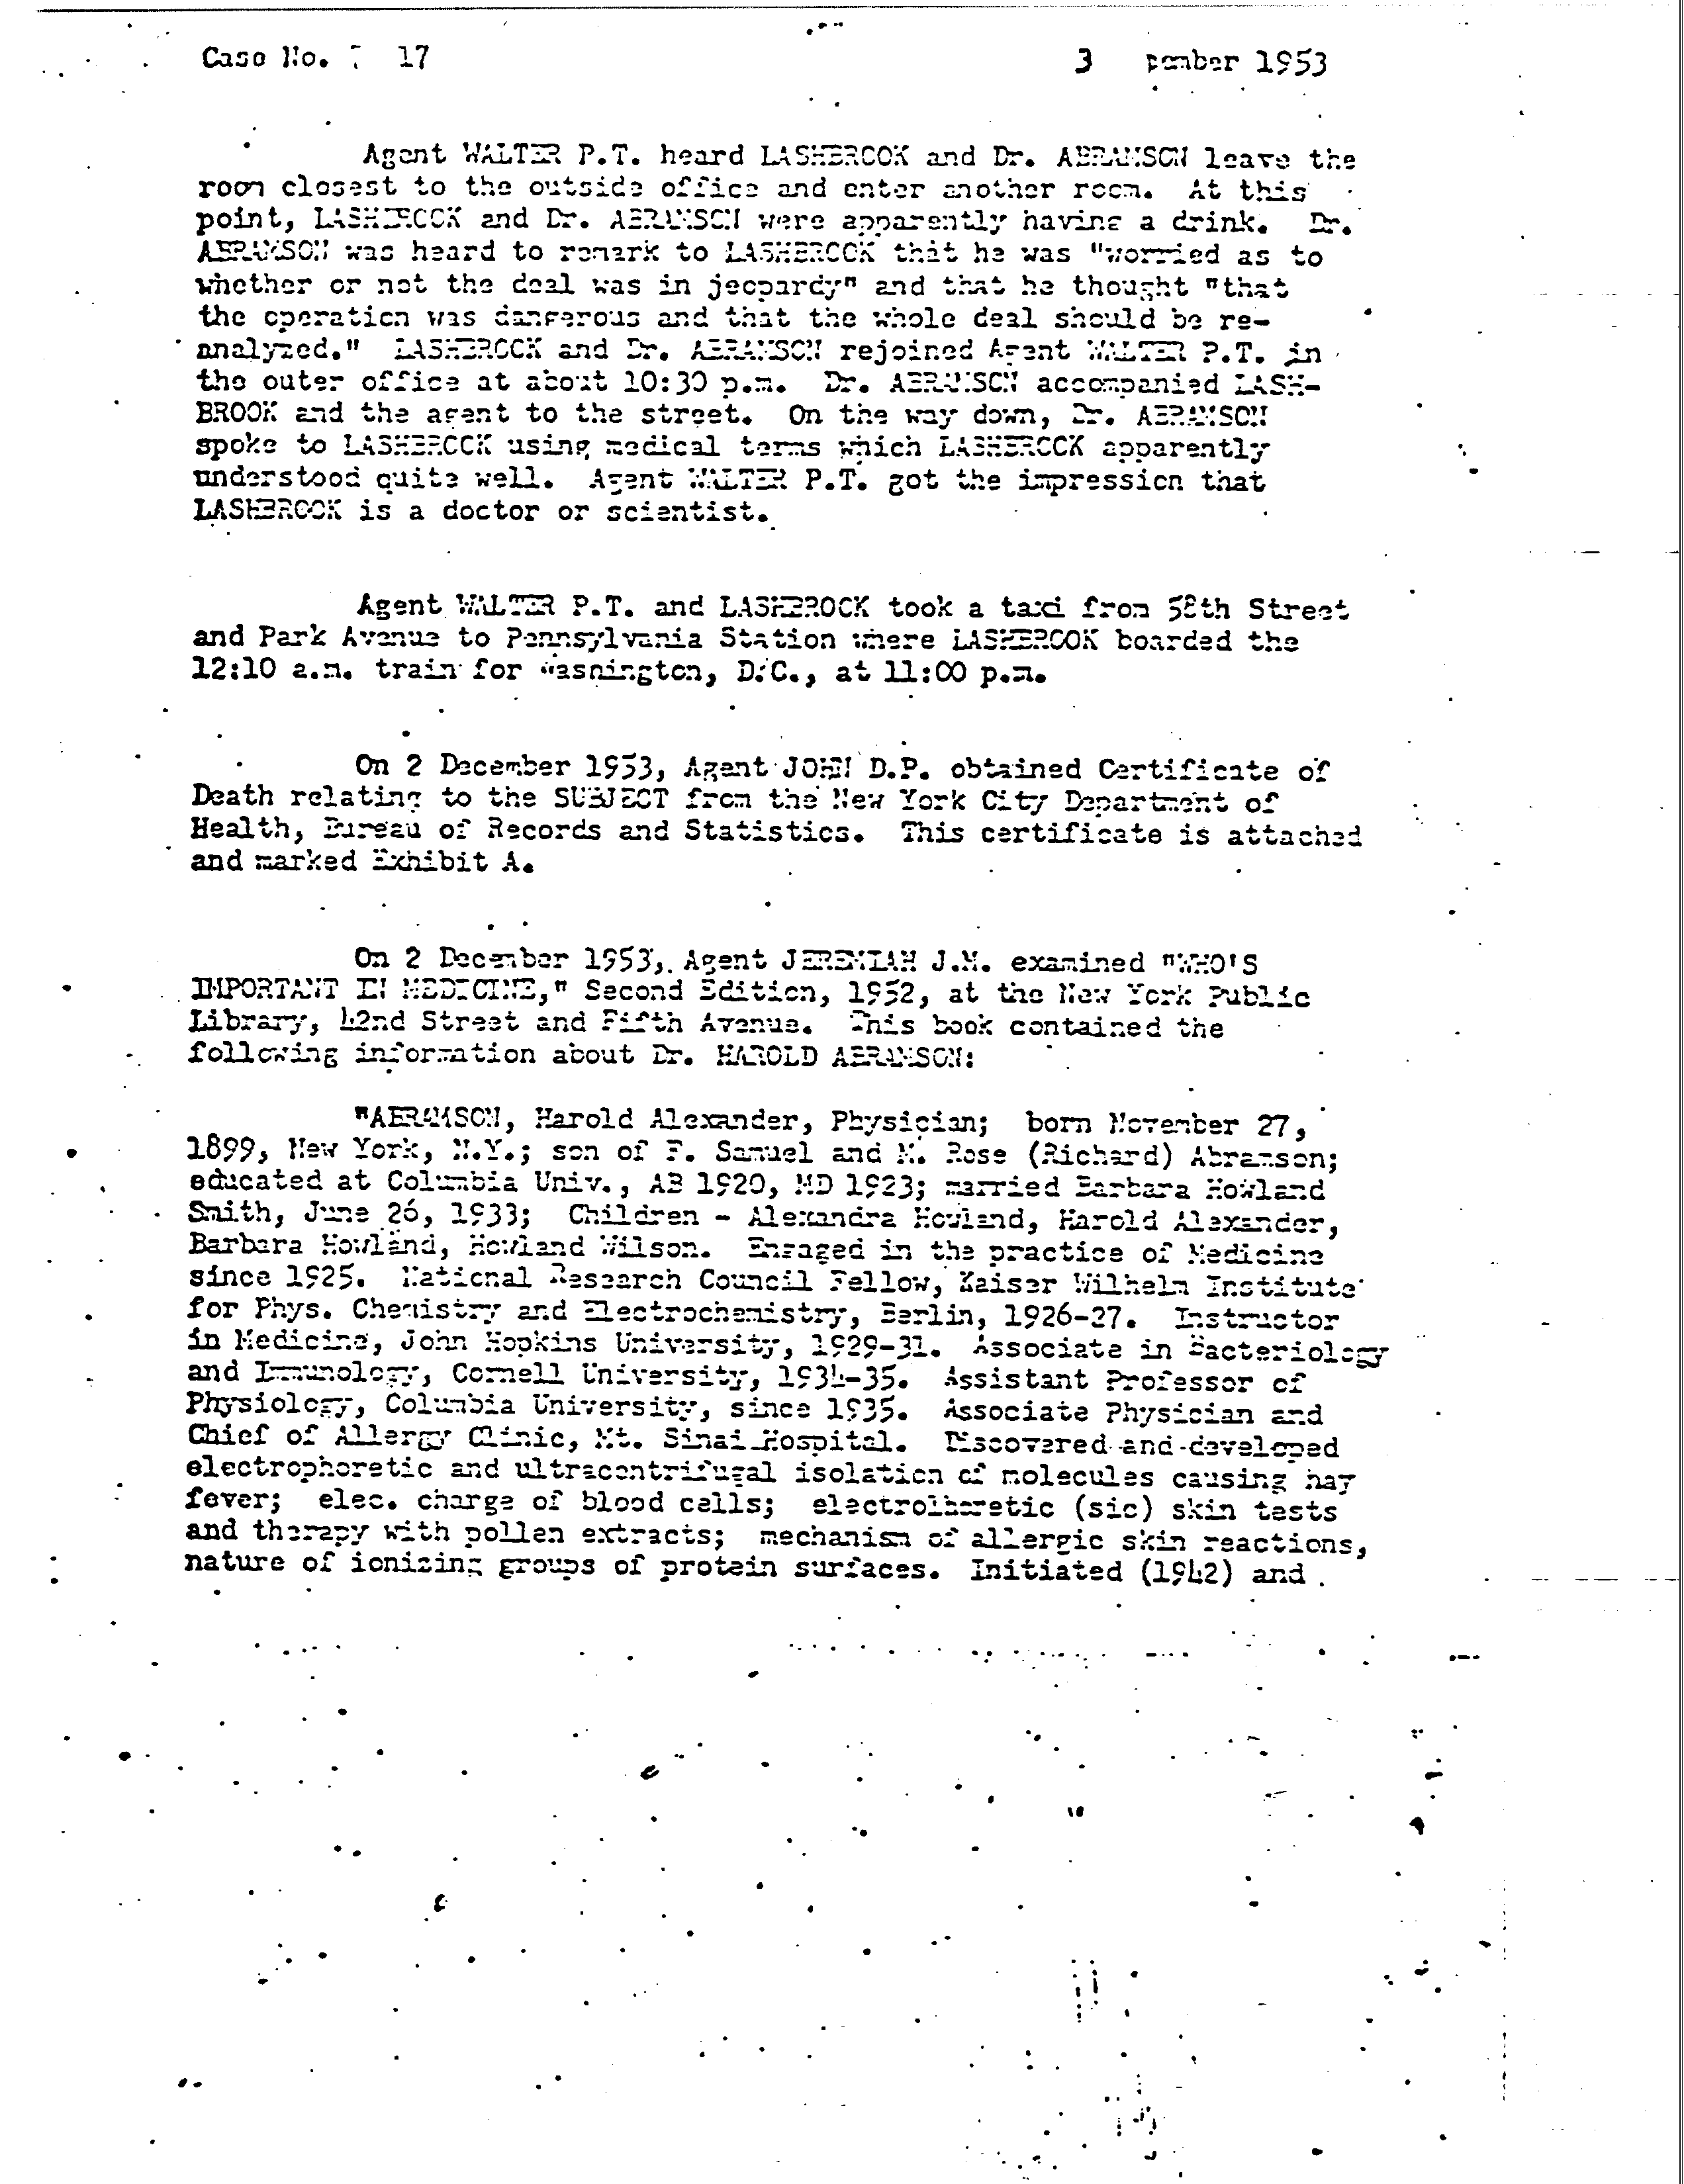 Case No. 17
3 pember 1953
Agent WALTER P.T. heard LASHBROOK and Dr. ABRAMSON leave the
room closest to the outside office and enter another room. At this
point, LASHBROOK and Dr. ABRAMSON were apparently having a drink. Dr.
ABRAMSON was heard to remark to LASHBROOK that he was "worried as to
whether or not the deal was in jeopardy" and that he thought "that
the operation was dangerous and that the whole deal should be re-
analyzed." LASHBROOK and Dr. ABRAMSON rejoined Agent WALTER P.T. in
the outer office at about 10:30 p.m. Dr. ABRAMSON accompanied LASH-
BROOK and the agent to the street. On the way down, Dr. ABRAMSON
spoke to LASHBROOK using medical terms which LASHBROOK apparently
understood quite well. Agent WALTER P.T. got the impression that
LASHBROOK is a doctor or scientist.
Agent WALTER P.T. and LASHBROOK took a taxi from 58th Street
and Park Avenue to Pennsylvania Station where LASHBROOK boarded the
12:10 a.m. train for Washington, D.C., at 11:00 p.m.
On 2 December 1953, Agent JOHN D.P. obtained Certificate of
Death relating to the SUBJECT from the New York City Department of
Health, Bureau of Records and Statistics. This certificate is attached
and marked Exhibit A.
On 2 December 1953, Agent JEREMIAH J.M. examined "WHO'S
IMPORTANT IN MEDICINE," Second Edition, 1952, at the New York Public
Library, 42nd Street and Fifth Avenue. This book contained the
following information about Dr. HAROLD ABRAMSON:
"ABRAMSON, Harold Alexander, Physician; born November 27,
1899, New York, N.Y.; son of F. Samuel and M. Rose (Richard) Abramson;
educated at Columbia Univ., AB 1920, MD 1923; married Barbara Howland
Smith, June 26, 1933; Children - Alexandra Howland, Harold Alexander,
Barbara Howland, Howland Wilson. Engaged in the practice of Medicine
since 1925. National Research Council Fellow, Kaiser Wilhelm Institute
for Phys. Chemistry and Electrochemistry, Berlin, 1926-27. Instructor
in Medicine, John Hopkins University, 1929-31. Associate in Bacteriology
and Immunology, Cornell University, 1934-35. Assistant Professor of
Physiology, Columbia University, since 1935. Associate Physician and
Chief of Allergy Clinic, Mt. Sinai Hospital. Discovered and developed
electrophoretic and ultracentrifugal isolation of molecules causing hay
fever; elec. charge of blood cells; electrolhoretic (sic) skin tests
and therapy with pollen extracts; mechanism of allergic skin reactions,
nature of ionizing groups of protein surfaces. Initiated (1942) and